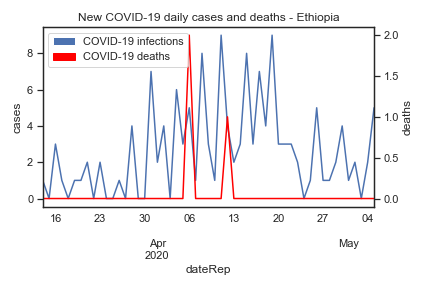 New COVID-19 daily cases and deaths - Ethiopia
COVID-19 infections
COVID-19 deaths
8
6
4
2
0
cases
2.0
1.5
1.0
0.5
0.0
deaths
16 23 30 06 13 20 27 04
Apr May
2020
dateRep